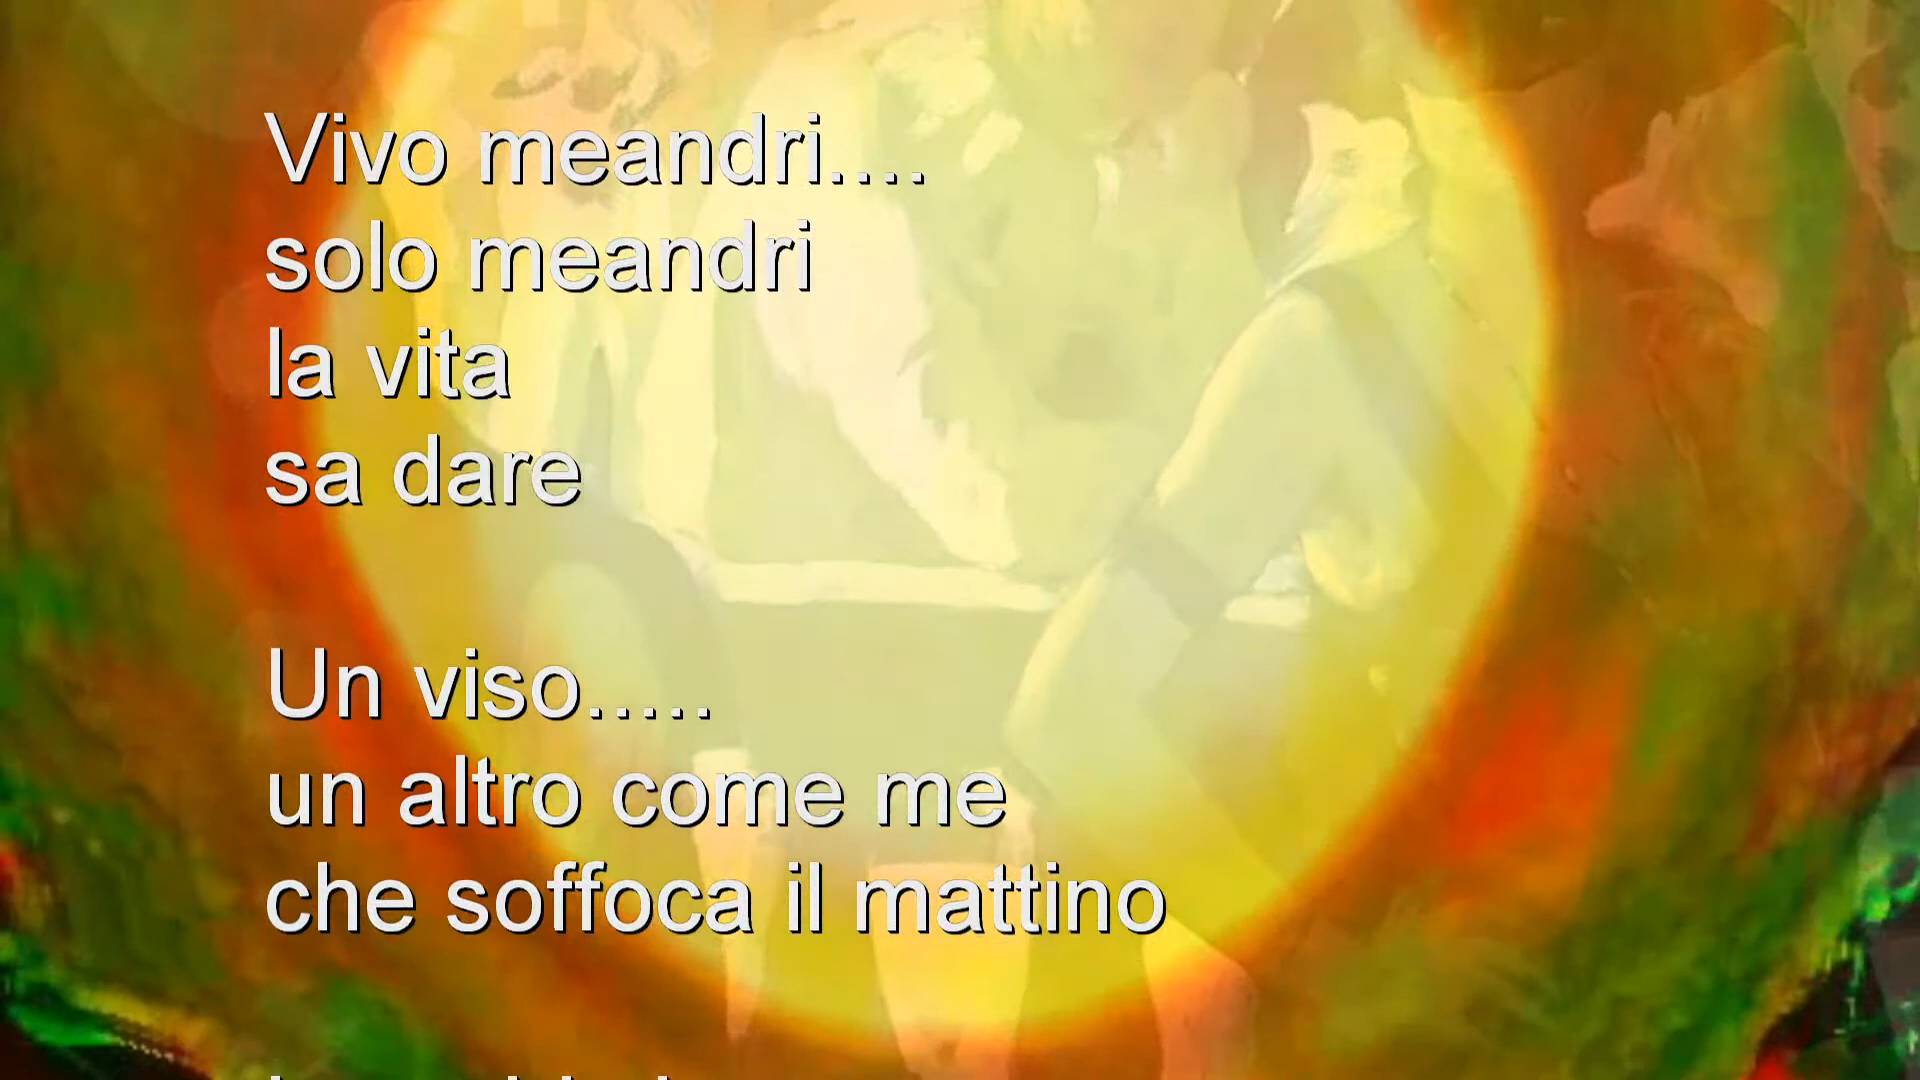 Vivo meandri....
solo meandri
la vita
sa dare
Un viso.....
un altro come me
che soffoca il mattino